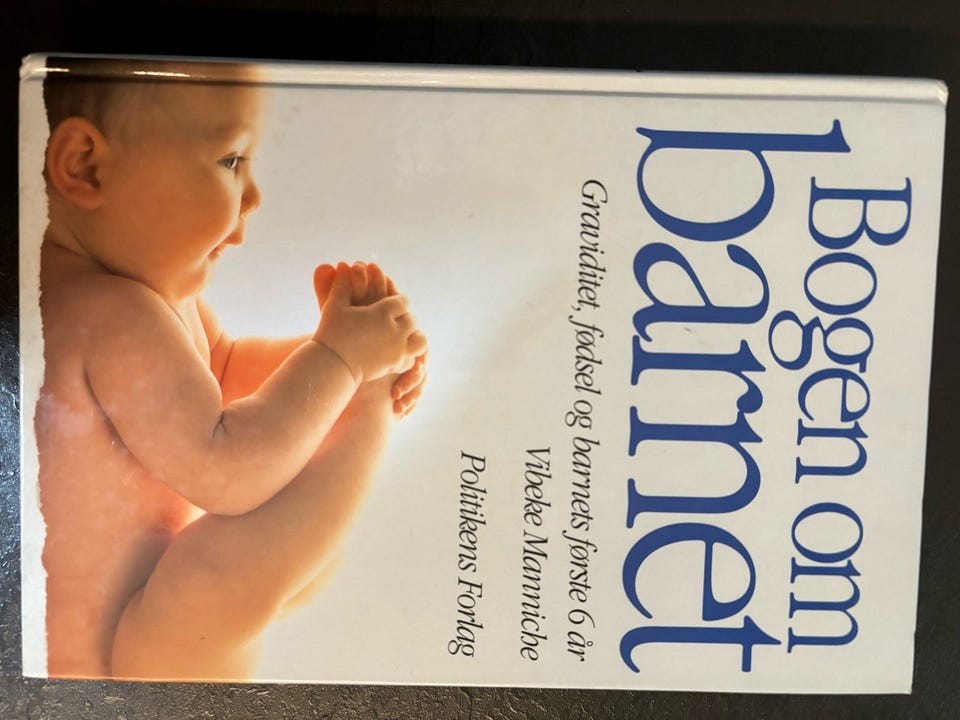 Bogen om
barnet
Graviditet, fødsel og barnets første 6 år
Vibeke Manniche
Politikens Forlag